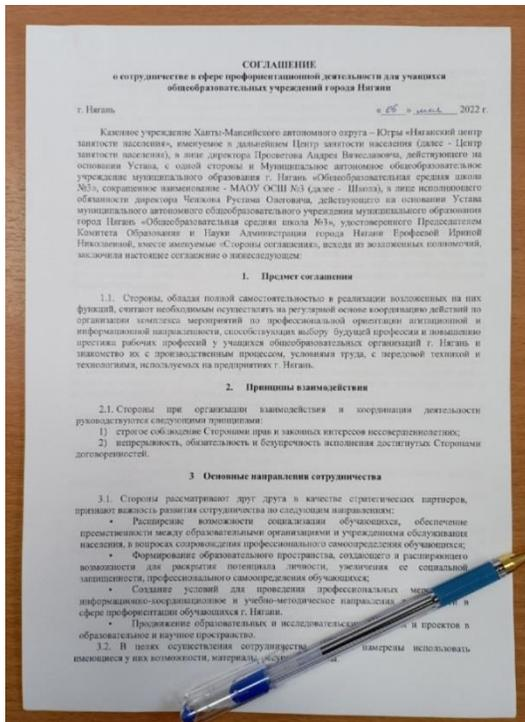 СОГЛАШЕНИЕ
о сотрудничестве в сфере профориентационной деятельности для учащихся
общеобразовательных учреждений города Нягани
г. Нягань « 06 » мая 2022 г.
Казенное учреждение Ханты-Мансийского автономного округа – Югры «Няганский центр
занятости населения», именуемое в дальнейшем Центр занятости населения (далее - Центр
занятости населения), в лице директора Просветова Андрея Вячеславовича, действующего на
основании Устава, с одной стороны и Муниципальное автономное общеобразовательное
учреждение муниципального образования г. Нягань «Общеобразовательная средняя школа
№3», сокращенное наименование - МАОУ ОСШ №3 (далее - Школа), в лице исполняющего
обязанности директора Рустама Олеговича, действующего на основании Устава
муниципального автономного общеобразовательного учреждения муниципального образования
город Нягань «Общеобразовательная средняя школа №3», удостоверенного Председателем
Комитета Образования и Науки Администрации города Нягани Ерофеевой Ириной
Николаевной, вместе именуемые «Стороны соглашения», исходя из возложенных полномочий,
заключили настоящее соглашение о нижеследующем:
1. Предмет соглашения
1.1. Стороны, обладая полной самостоятельностью в реализации возложенных на них
функций, считают необходимым осуществлять на регулярной основе координацию действий по
организации комплекса мероприятий по профессиональной ориентации агитационной и
информационной направленности, способствующих выбору будущей профессии и повышению
престижа рабочих профессий у учащихся общеобразовательных организаций г. Нягань и
знакомство их с производственным процессом, условиями труда, с передовой техникой и
технологиями, используемых на предприятиях г. Нягань.
2. Принципы взаимодействия
2.1. Стороны при организации взаимодействия и координации деятельности
руководствуются следующими принципами:
1) строгое соблюдение Сторонами прав и законных интересов несовершеннолетних;
2) непрерывность, обязательность и безупречность исполнения достигнутых Сторонами
договоренностей.
3 Основные направления сотрудничества
3.1. Стороны рассматривают друг друга в качестве стратегических партнеров,
признают важность развития сотрудничества по следующим направлениям:
• Расширение возможности социализации обучающихся, обеспечение
преемственности между образовательными организациями и учреждениями обслуживания
населения, в вопросах сопровождения профессионального самоопределения обучающихся;
• Формирование образовательного пространства, создающего и расширяющего
возможности для раскрытия потенциала личности, увеличения ее социальной
защищенности, профессионального самоопределения обучающихся;
• Создание условий для проведения профессиональных
информационно-координационное и учебно-методическое направления в
сфере профориентации обучающихся г. Нягани.
• Продвижение образовательных и и проектов в
образовательное и научное пространство.
3.2. В целях осуществления сотрудничества намерены использовать
имеющиеся у них возможности,